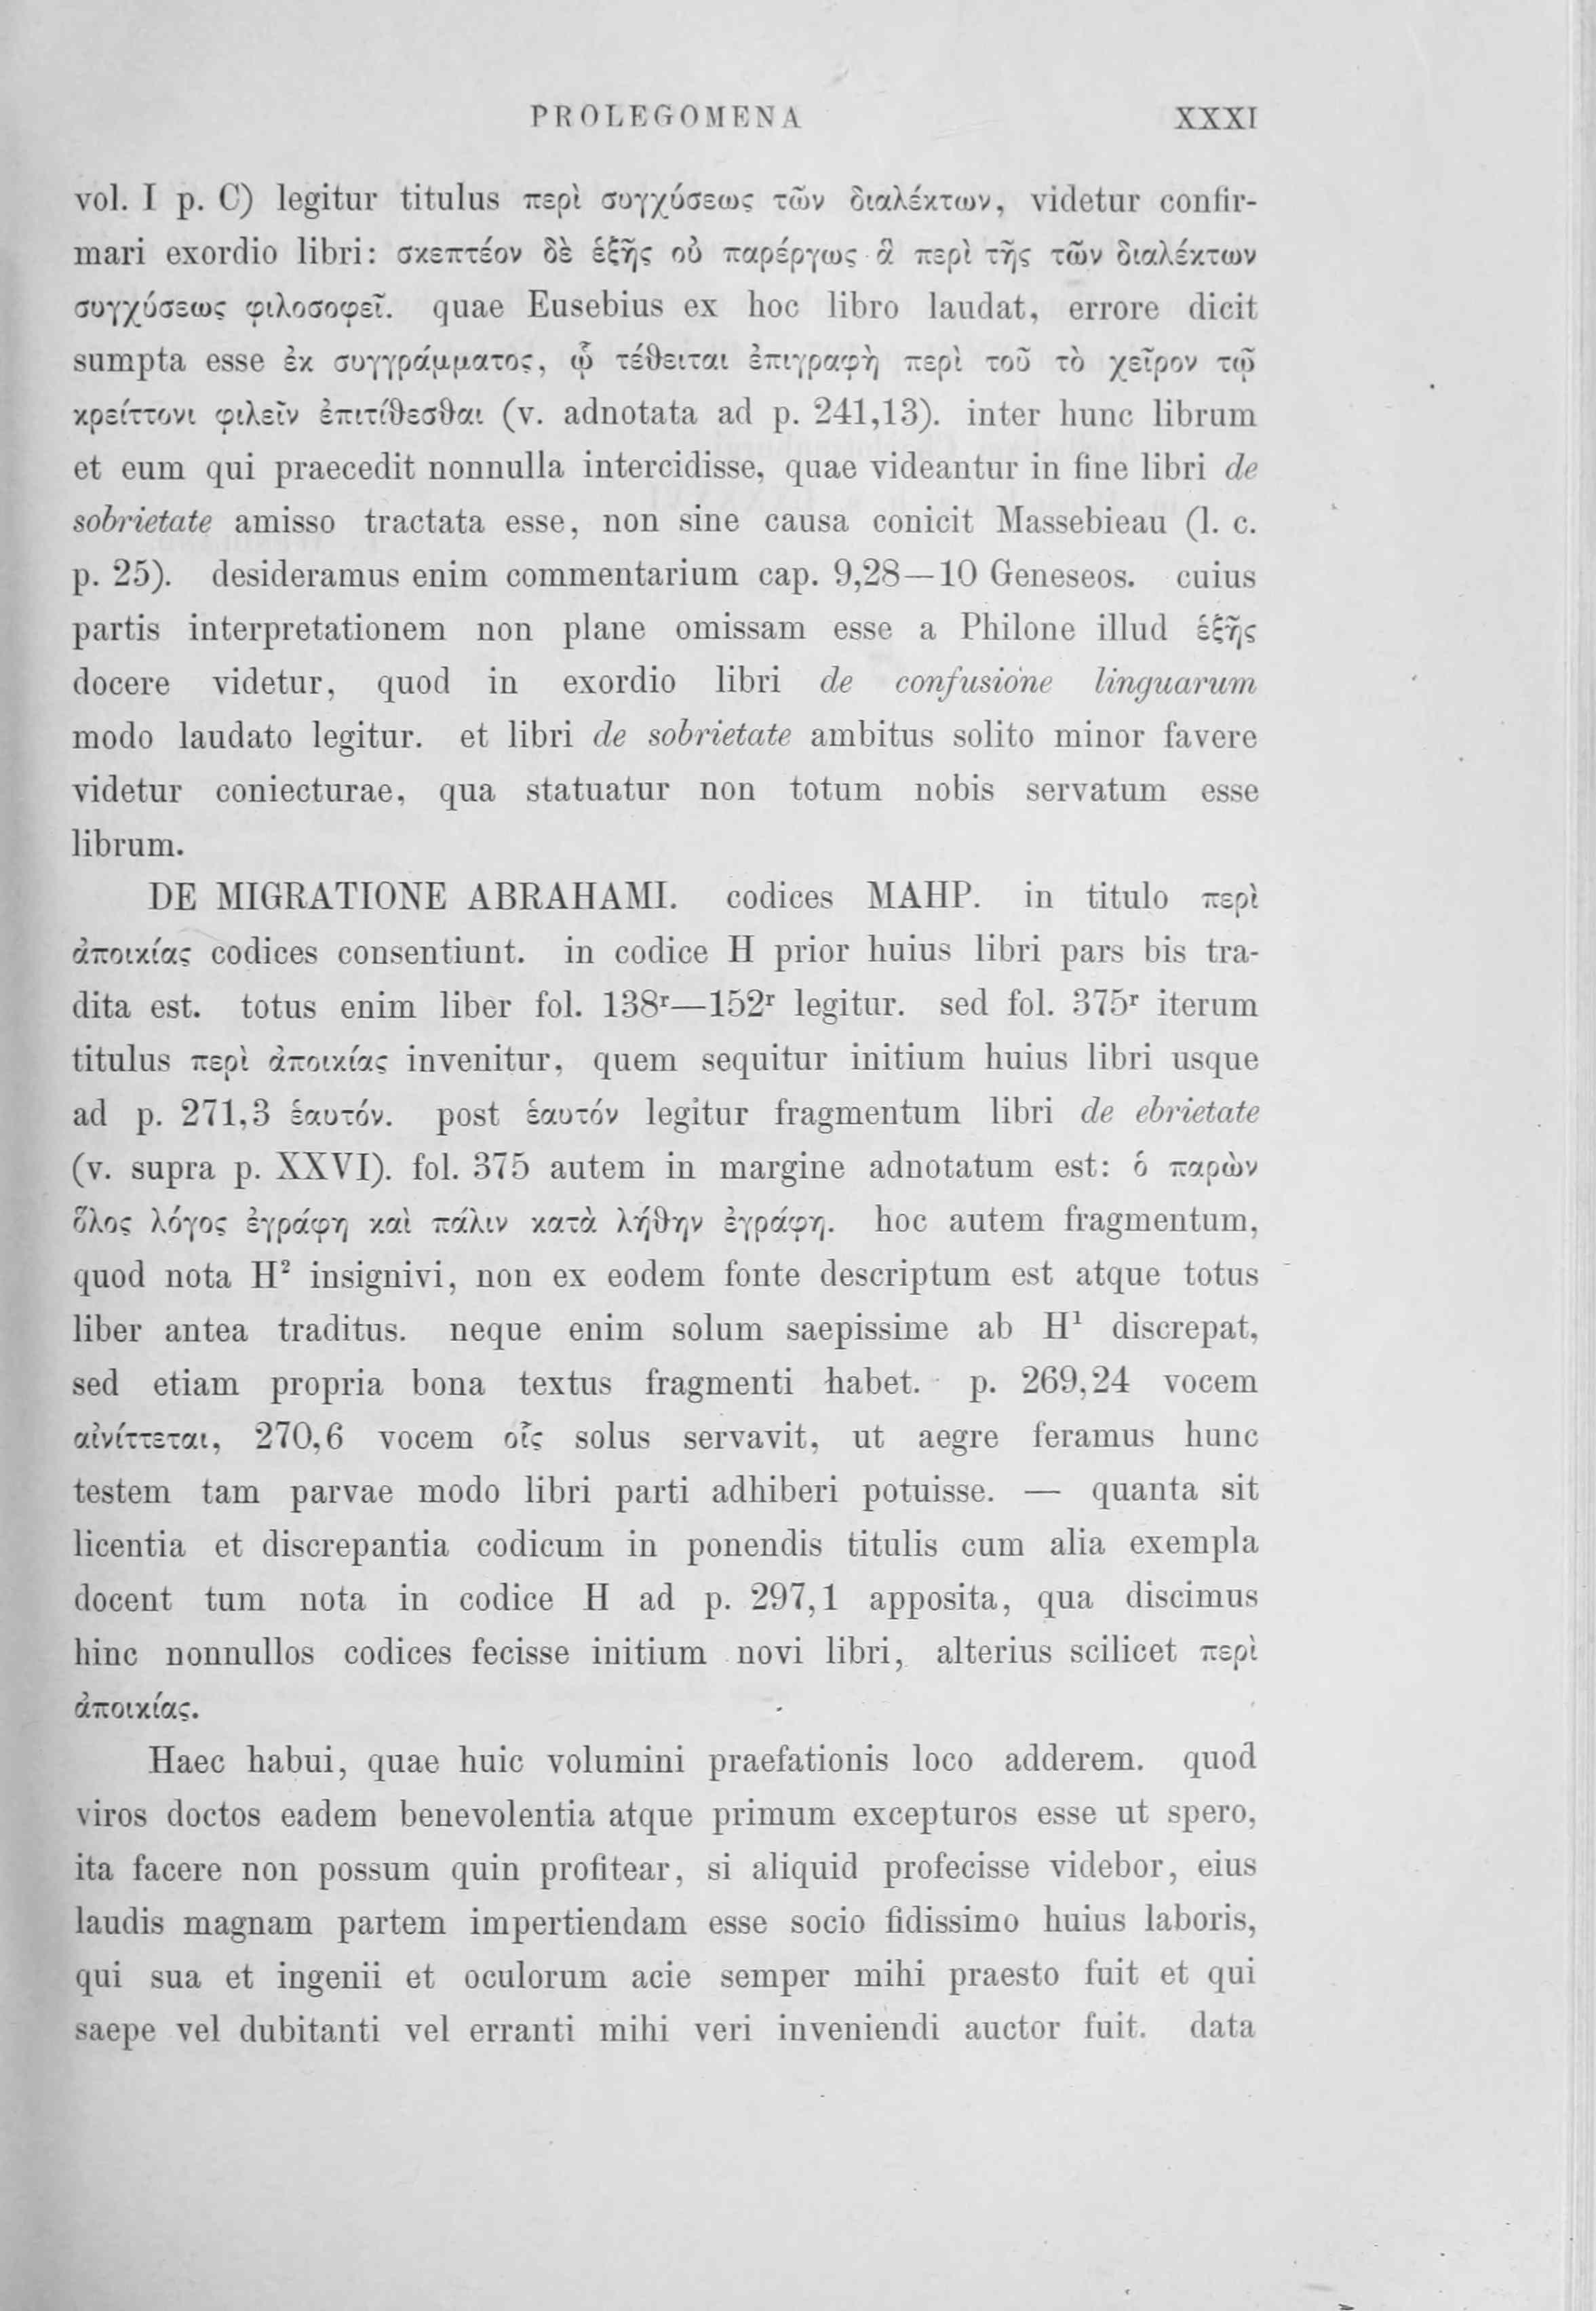 PROLEGOMENA XXXI
vol. I p. C) legitur titulus περὶ συγχύσεως τῶν διαλέκτων, videtur confir-
mari exordio libri: σκεπτέον δὲ ἑξῆς οὐ παρέργως ἃ περὶ τῆς τῶν διαλέκτων
συγχύσεως φιλοσοφεῖ. quae Eusebius ex hoc libro laudat, errore dicit
sumpta esse ἐκ συγγράμματος, ᾧ τέθειται ἐπιγραφὴ περὶ τοῦ τὸ χεῖρον τῷ
κρείττονι φιλεῖν ἐπιτίθεσθαι (v. adnotata ad p. 241,13). inter hunc librum
et eum qui praecedit nonnulla intercidisse, quae videantur in fine libri de
sobrietate amisso tractata esse, non sine causa conicit Massebieau (l. c.
p. 25). desideramus enim commentarium cap. 9,28—10 Geneseos. cuius
partis interpretationem non plane omissam esse a Philone illud ἑξῆς
docere videtur, quod in exordio libri de confusione linguarum
modo laudato legitur. et libri de sobrietate ambitus solito minor favere
videtur coniecturae, qua statuatur non totum nobis servatum esse
librum.
DE MIGRATIONE ABRAHAMI. codices MAHP. in titulo περὶ
ἀποικίας codices consentiunt. in codice H prior huius libri pars bis tra-
dita est. totus enim liber fol. 138ʳ—152ʳ legitur. sed fol. 375ʳ iterum
titulus περὶ ἀποικίας invenitur, quem sequitur initium huius libri usque
ad p. 271,3 ἑαυτόν. post ἑαυτόν legitur fragmentum libri de ebrietate
(v. supra p. XXVI). fol. 375 autem in margine adnotatum est: ὁ παρὼν
ὅλος λόγος ἐγράφη καὶ πάλιν κατὰ λήθην ἐγράφη. hoc autem fragmentum,
quod nota H² insignivi, non ex eodem fonte descriptum est atque totus
liber antea traditus. neque enim solum saepissime ab H¹ discrepat,
sed etiam propria bona textus fragmenti habet. p. 269,24 vocem
αἰνίττεται, 270,6 vocem οἷς solus servavit, ut aegre feramus hunc
testem tam parvae modo libri parti adhiberi potuisse. — quanta sit
licentia et discrepantia codicum in ponendis titulis cum alia exempla
docent tum nota in codice H ad p. 297,1 apposita, qua discimus
hinc nonnullos codices fecisse initium novi libri, alterius scilicet περὶ
ἀποικίας.
Haec habui, quae huic volumini praefationis loco adderem. quod
viros doctos eadem benevolentia atque primum excepturos esse ut spero,
ita facere non possum quin profitear, si aliquid profecisse videbor, eius
laudis magnam partem impertiendam esse socio fidissimo huius laboris,
qui sua et ingenii et oculorum acie semper mihi praesto fuit et qui
saepe vel dubitanti vel erranti mihi veri inveniendi auctor fuit. data